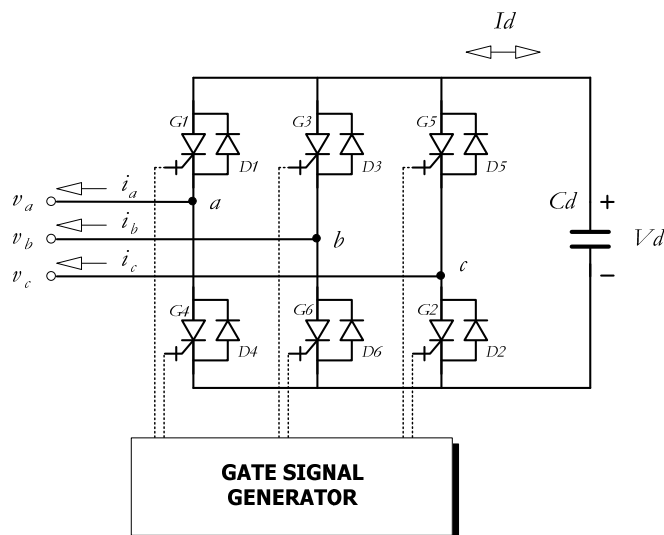 Id
G1 G3 G5
D1 D3 D5
va ia a
vb ib b
vc ic c
Cd + Vd
−
G4 G6 G2
D4 D6 D2
GATE SIGNAL
GENERATOR